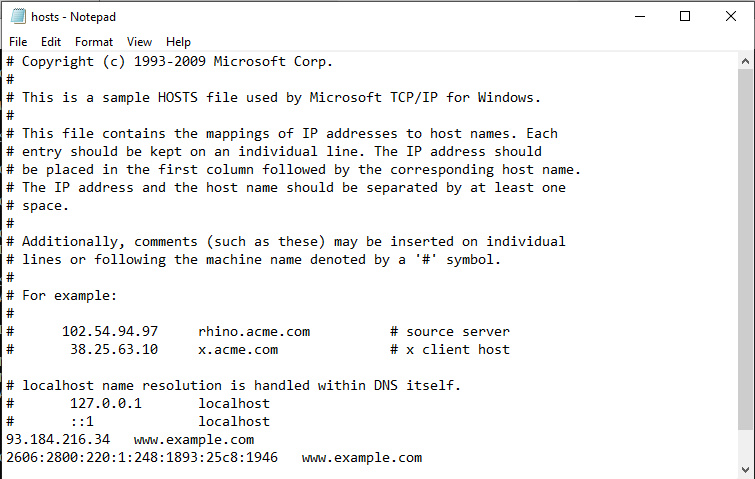 hosts - Notepad
File Edit Format View Help
# Copyright (c) 1993-2009 Microsoft Corp.
#
# This is a sample HOSTS file used by Microsoft TCP/IP for Windows.
#
# This file contains the mappings of IP addresses to host names. Each
# entry should be kept on an individual line. The IP address should
# be placed in the first column followed by the corresponding host name.
# The IP address and the host name should be separated by at least one
# space.
#
# Additionally, comments (such as these) may be inserted on individual
# lines or following the machine name denoted by a '#' symbol.
#
# For example:
#
#      102.54.94.97     rhino.acme.com          # source server
#       38.25.63.10     x.acme.com              # x client host

# localhost name resolution is handled within DNS itself.
#       127.0.0.1       localhost
#       ::1             localhost
93.184.216.34   www.example.com
2606:2800:220:1:248:1893:25c8:1946   www.example.com